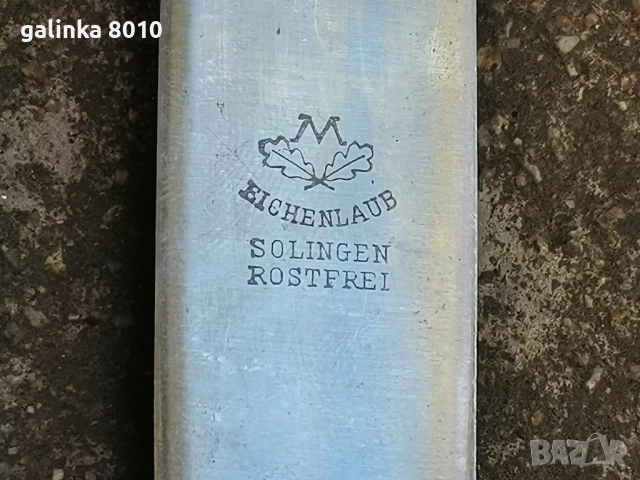 galinka 8010
M
EICHENLAUB
SOLINGEN
ROSTFREI
BAZAR